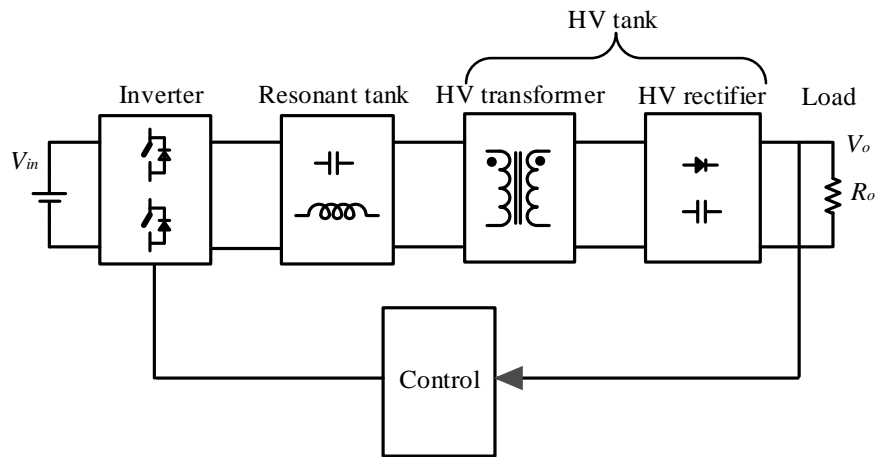 HV tank
Inverter
Resonant tank
HV transformer
HV rectifier
Load
Vin
Vo
Ro
Control